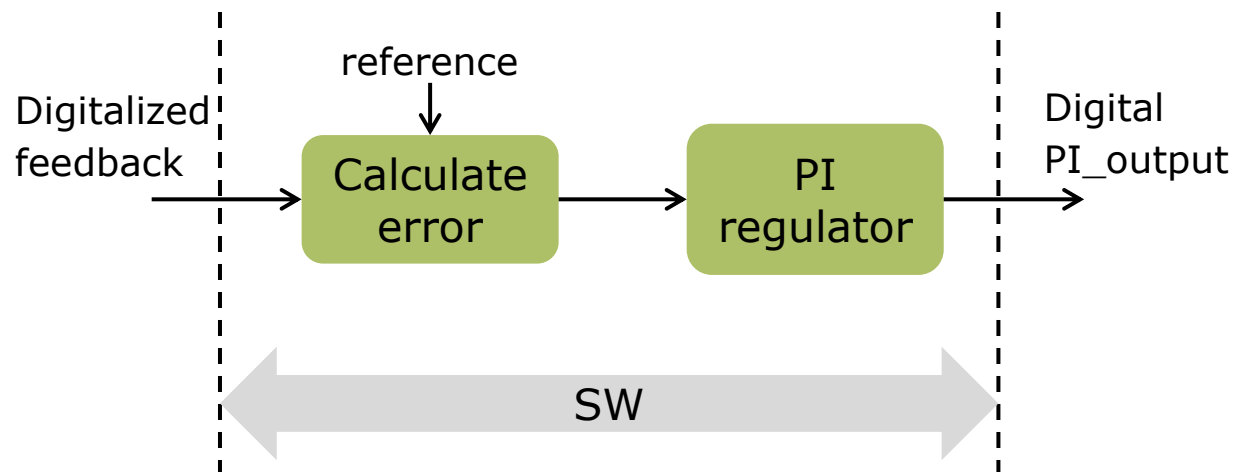 reference
Digitalized
feedback
Calculate
error
PI
regulator
Digital
PI_output
SW